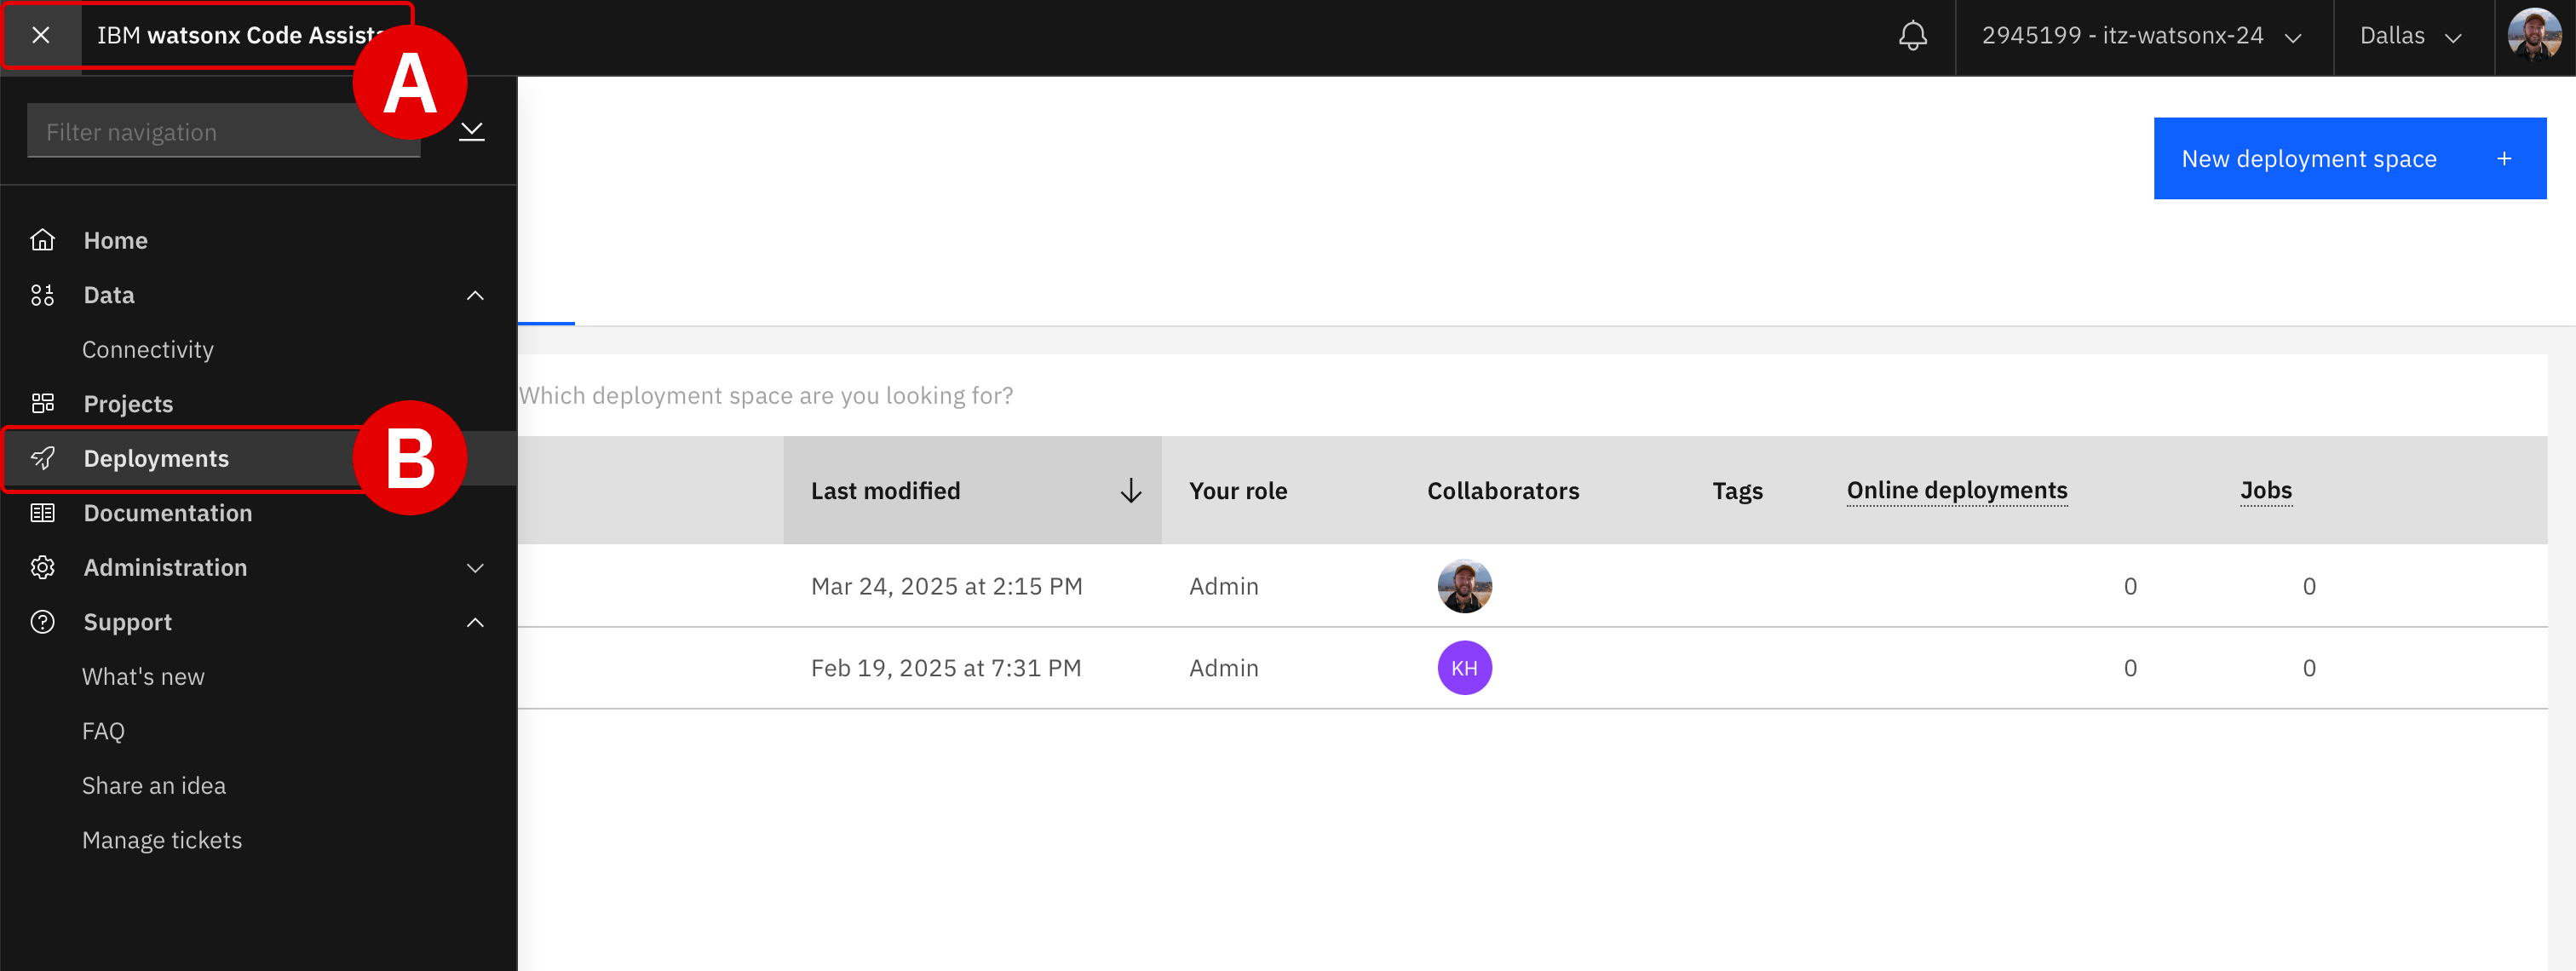 IBM watsonx Code Assist
2945199 - itz-watsonx-24
Dallas
A
Filter navigation
New deployment space +
Home
Data
Connectivity
Projects
Deployments
B
Documentation
Administration
Support
What's new
FAQ
Share an idea
Manage tickets
Which deployment space are you looking for?
Last modified Your role Collaborators Tags Online deployments Jobs
Mar 24, 2025 at 2:15 PM Admin 0 0
Feb 19, 2025 at 7:31 PM Admin KH 0 0